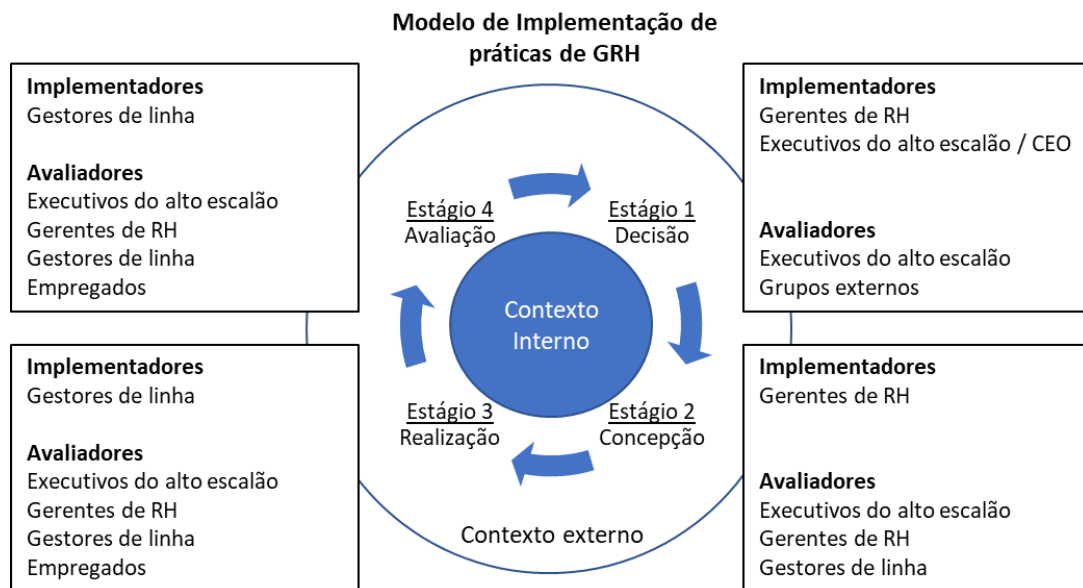 Modelo de Implementação de
práticas de GRH
Implementadores
Gestores de linha
Avaliadores
Executivos do alto escalão
Gerentes de RH
Gestores de linha
Empregados
Implementadores
Gerentes de RH
Executivos do alto escalão / CEO
Avaliadores
Executivos do alto escalão
Grupos externos
Estágio 4
Avaliação
Estágio 1
Decisão
Contexto
Interno
Estágio 3
Realização
Estágio 2
Concepção
Contexto externo
Implementadores
Gestores de linha
Avaliadores
Executivos do alto escalão
Gerentes de RH
Gestores de linha
Empregados
Implementadores
Gerentes de RH
Avaliadores
Executivos do alto escalão
Gerentes de RH
Gestores de linha